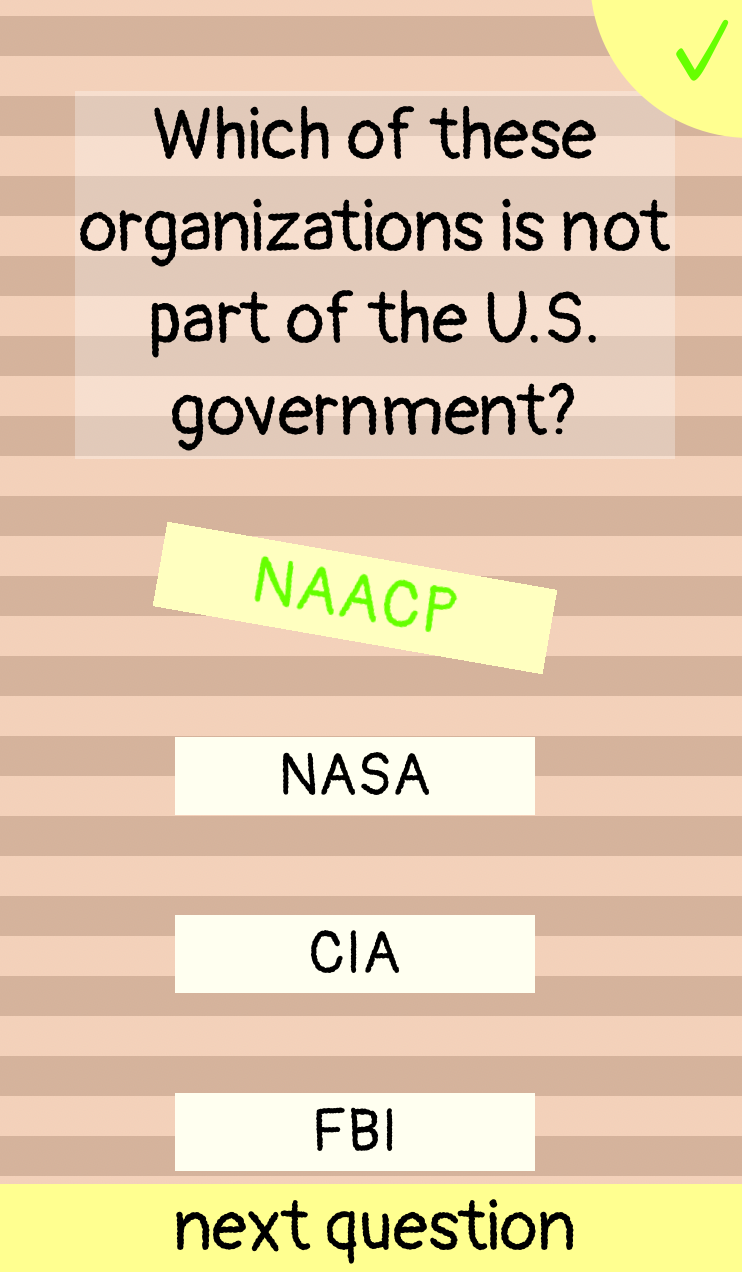 Which of these
organizations is not
part of the U.S.
government?
NAACP
NASA
CIA
FBI
next question